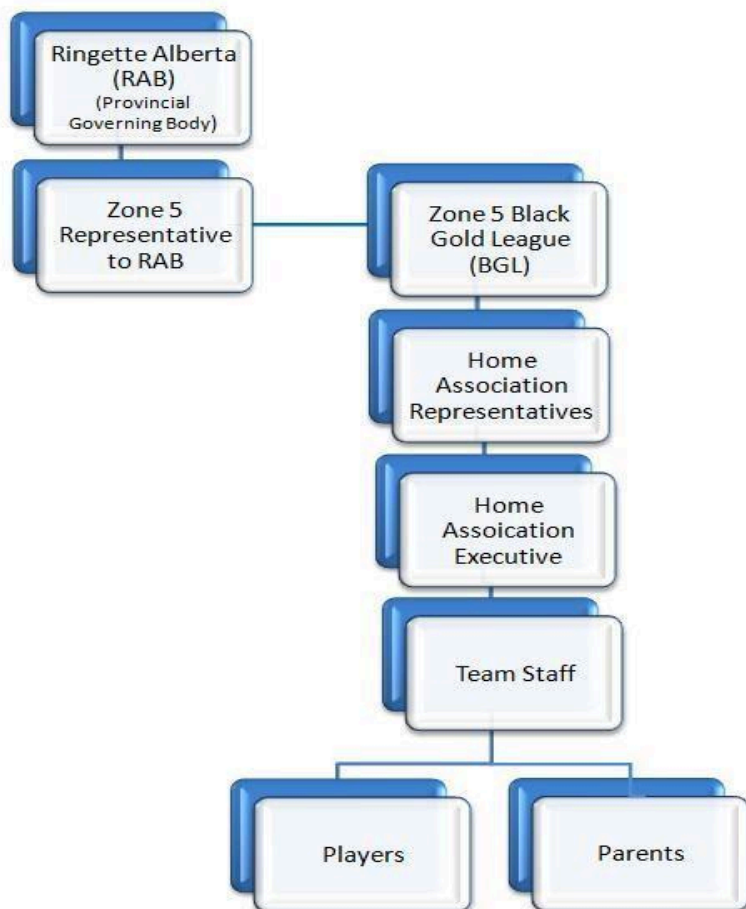 Ringette Alberta
(RAB)
(Provincial
Governing Body)
Zone 5
Representative
to RAB
Zone 5 Black
Gold League
(BGL)
Home
Association
Representatives
Home
Assoication
Executive
Team Staff
Players
Parents